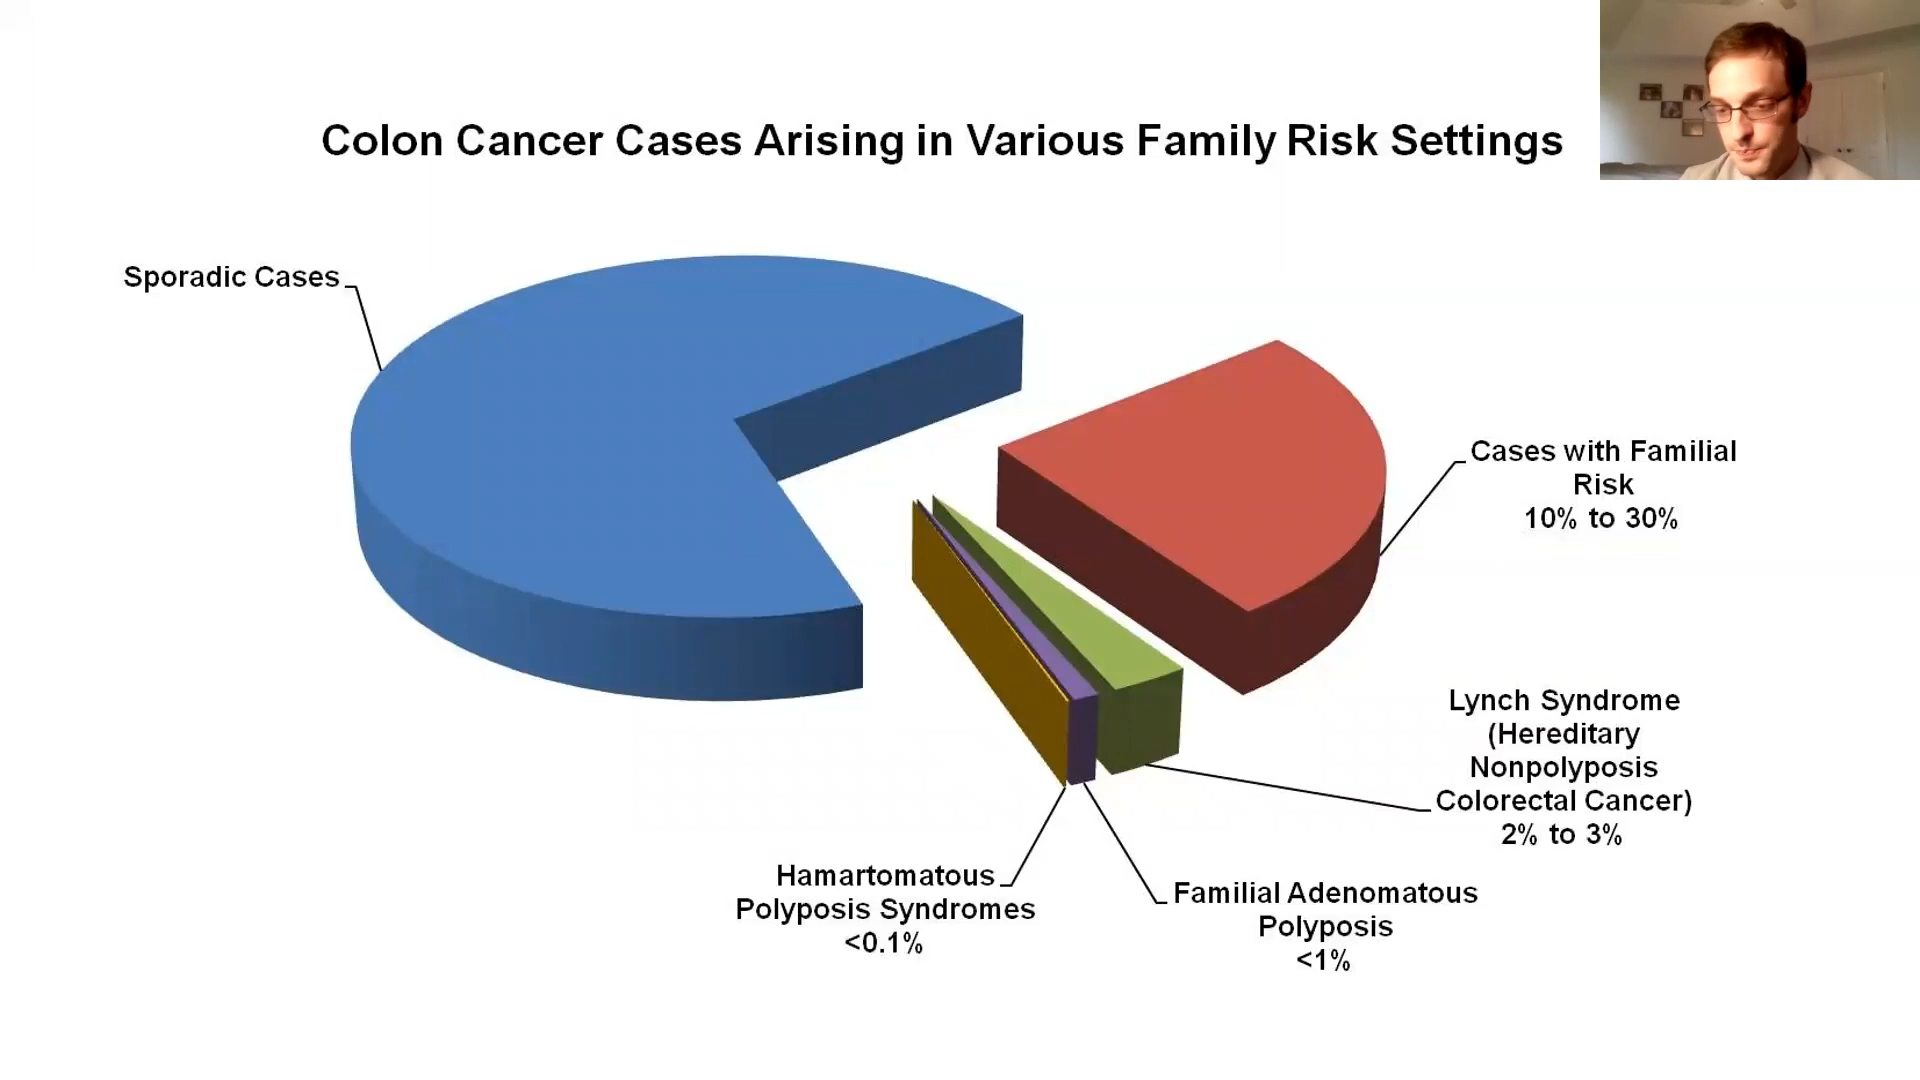 Colon Cancer Cases Arising in Various Family Risk Settings
Sporadic Cases
Cases with Familial
Risk
10% to 30%
Lynch Syndrome
(Hereditary
Nonpolyposis
Colorectal Cancer)
2% to 3%
Hamartomatous
Polyposis Syndromes
<0.1%
Familial Adenomatous
Polyposis
<1%